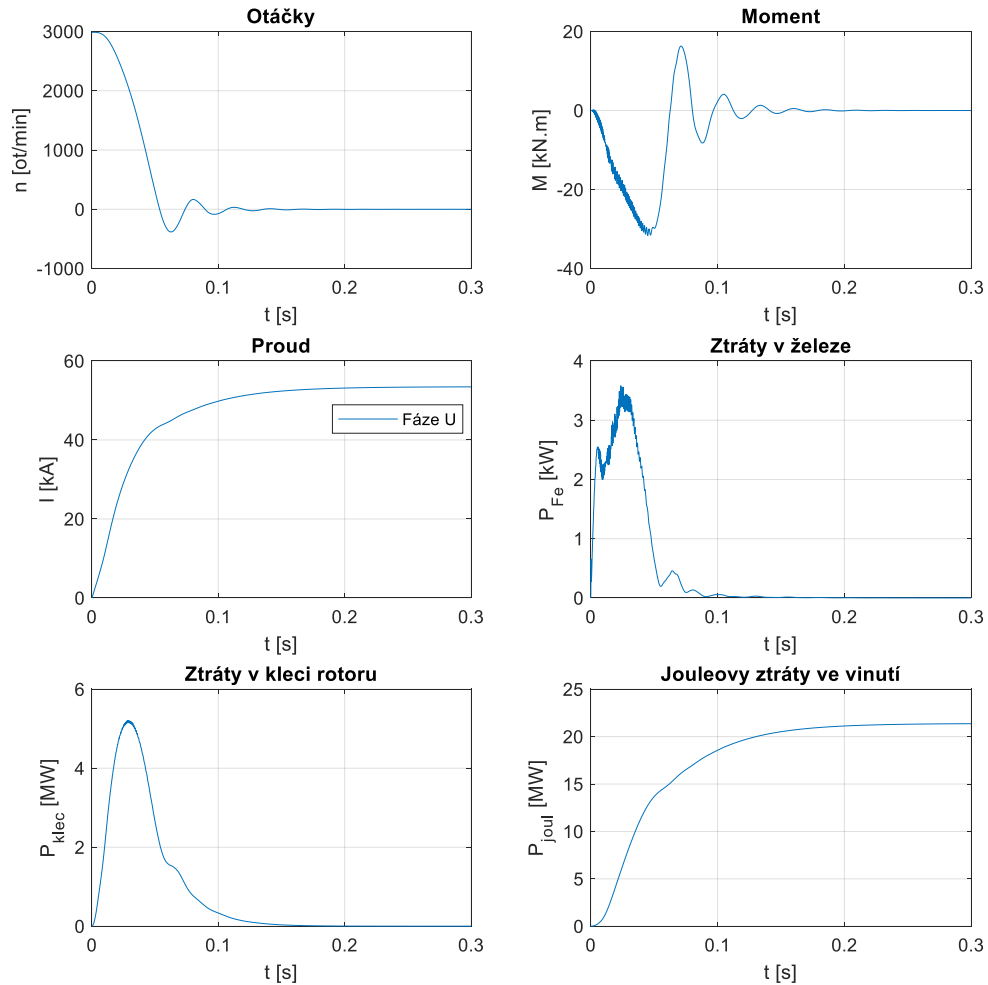 Otáčky
3000
2000
1000
0
-1000
n [ot/min]
0 0.1 0.2 0.3
t [s]
Moment
20
0
-20
-40
M [kN.m]
0 0.1 0.2 0.3
t [s]
Proud
60
40
20
0
I [kA]
Fáze U
0 0.1 0.2 0.3
t [s]
Ztráty v železe
4
3
2
1
0
P_Fe [kW]
0 0.1 0.2 0.3
t [s]
Ztráty v kleci rotoru
6
4
2
0
P_klec [MW]
0 0.1 0.2 0.3
t [s]
Jouleovy ztráty ve vinutí
25
20
15
10
5
0
P_joul [MW]
0 0.1 0.2 0.3
t [s]